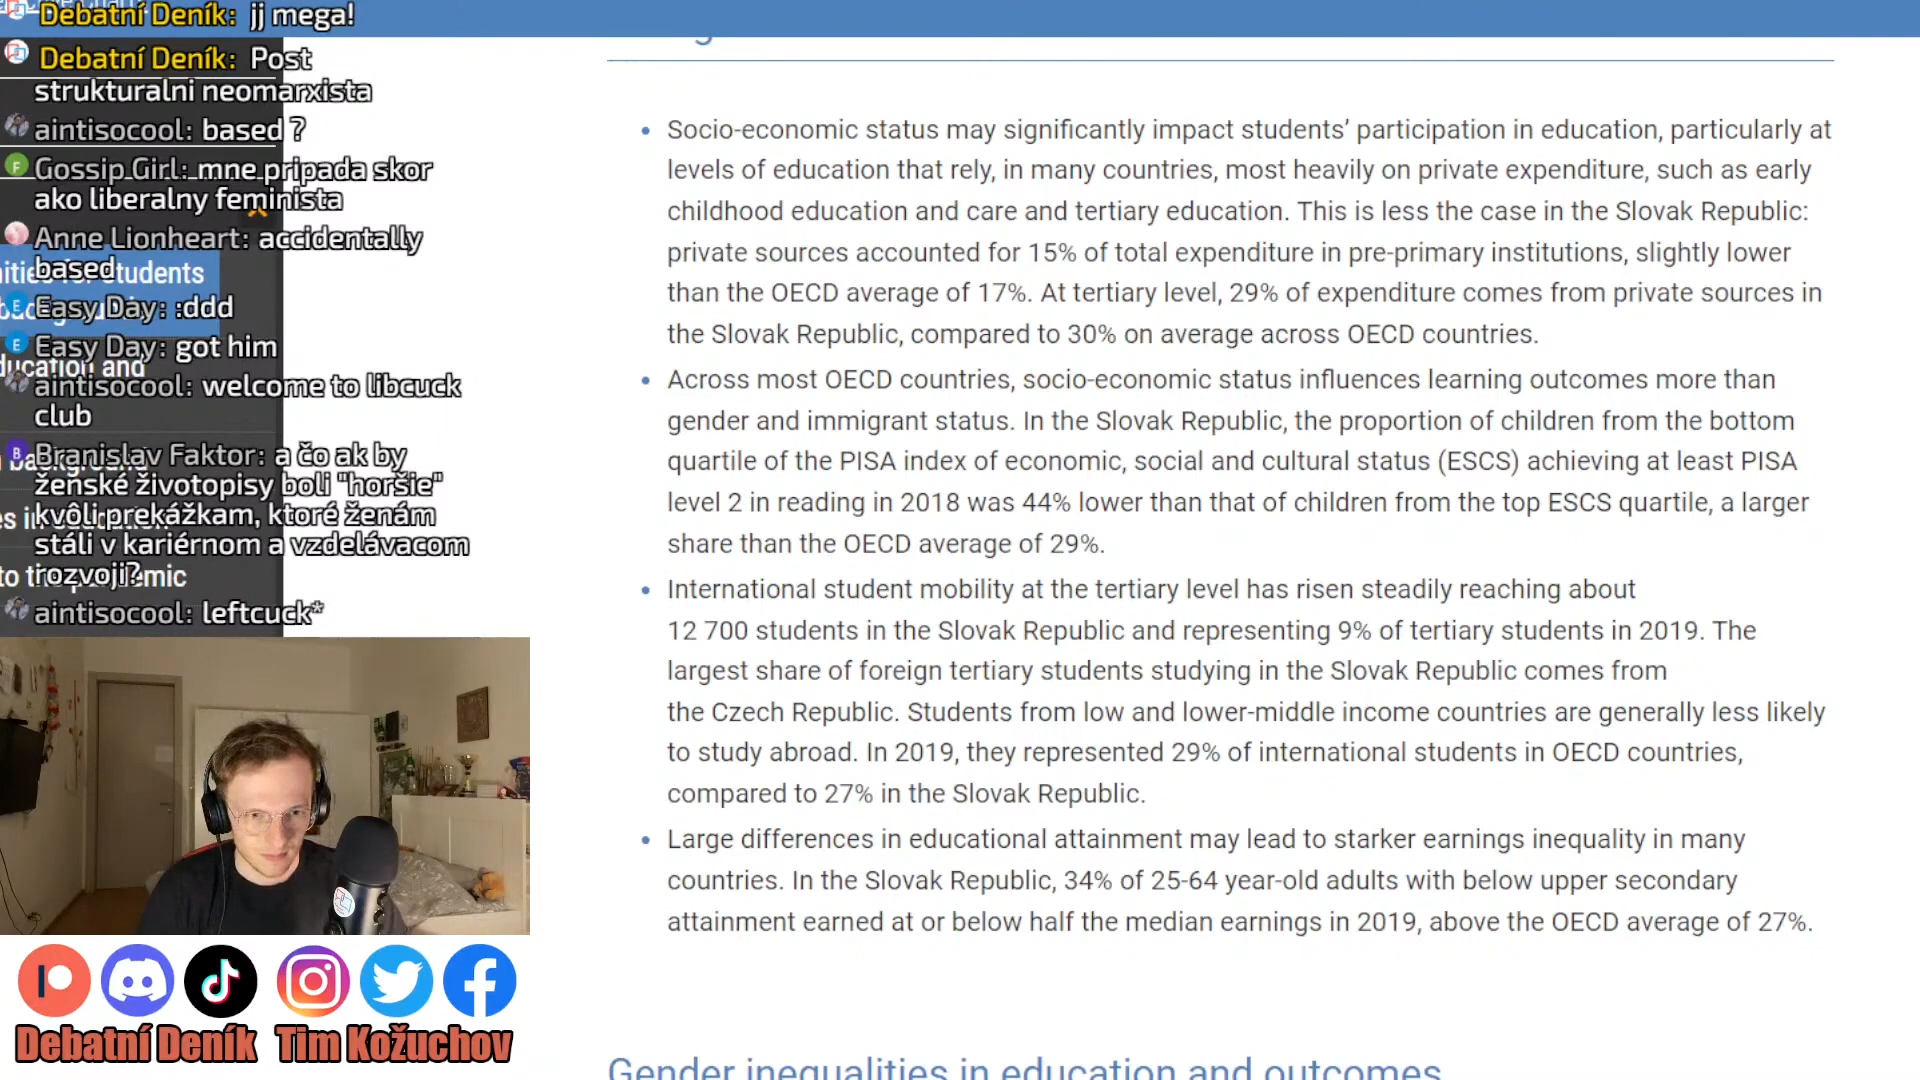 Debatní Deník: jj mega!
Debatní Deník: Post
strukturalni neomarxista
aintisocool: based ?
Gossip Girl: mne pripada skor
ako liberalny feminista
Anne Lionheart: accidentally
based
students
Easy Day: :ddd
Easy Day: got him
education and
aintisocool: welcome to libcuck
club
Branislav Faktor: a čo ak by
ženské životopisy boli "horšie"
kvôli prekážkam, ktoré ženám
stáli v kariérnom a vzdelávacom
rozvoji?
aintisocool: leftcuck*
Debatní Deník Tim Kožuchov
• Socio-economic status may significantly impact students’ participation in education, particularly at
levels of education that rely, in many countries, most heavily on private expenditure, such as early
childhood education and care and tertiary education. This is less the case in the Slovak Republic:
private sources accounted for 15% of total expenditure in pre-primary institutions, slightly lower
than the OECD average of 17%. At tertiary level, 29% of expenditure comes from private sources in
the Slovak Republic, compared to 30% on average across OECD countries.
• Across most OECD countries, socio-economic status influences learning outcomes more than
gender and immigrant status. In the Slovak Republic, the proportion of children from the bottom
quartile of the PISA index of economic, social and cultural status (ESCS) achieving at least PISA
level 2 in reading in 2018 was 44% lower than that of children from the top ESCS quartile, a larger
share than the OECD average of 29%.
• International student mobility at the tertiary level has risen steadily reaching about
12 700 students in the Slovak Republic and representing 9% of tertiary students in 2019. The
largest share of foreign tertiary students studying in the Slovak Republic comes from
the Czech Republic. Students from low and lower-middle income countries are generally less likely
to study abroad. In 2019, they represented 29% of international students in OECD countries,
compared to 27% in the Slovak Republic.
• Large differences in educational attainment may lead to starker earnings inequality in many
countries. In the Slovak Republic, 34% of 25-64 year-old adults with below upper secondary
attainment earned at or below half the median earnings in 2019, above the OECD average of 27%.
Gender inequalities in education and outcomes